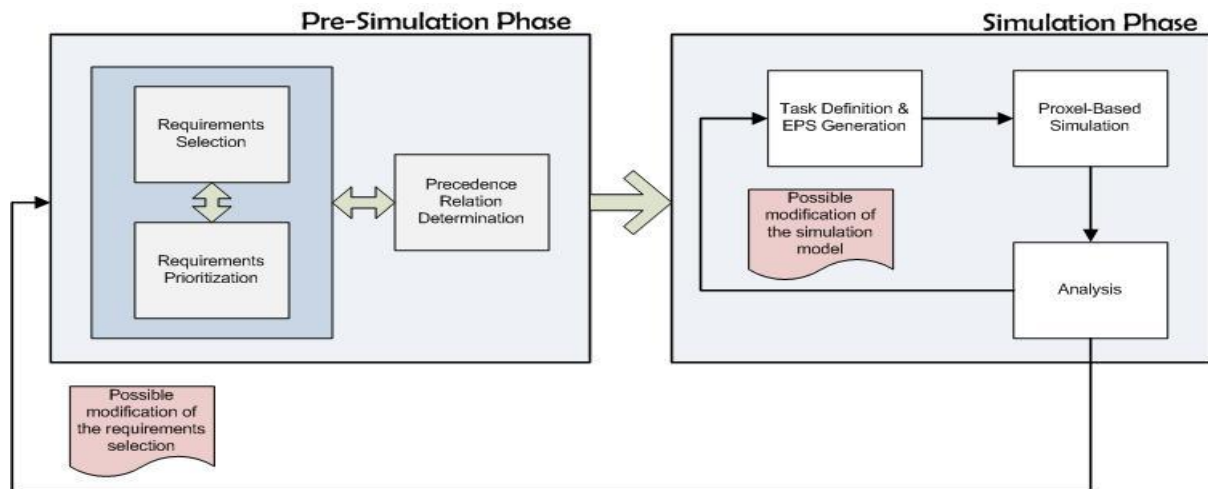 Pre-Simulation Phase
Requirements
Selection
Requirements
Prioritization
Precedence
Relation
Determination
Possible
modification of
the requirements
selection
Simulation Phase
Task Definition &
EPS Generation
Proxel-Based
Simulation
Possible
modification of
the simulation
model
Analysis